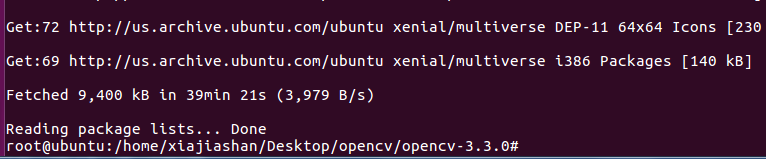 Get:72 http://us.archive.ubuntu.com/ubuntu xenial/multiverse DEP-11 64x64 Icons [230
Get:69 http://us.archive.ubuntu.com/ubuntu xenial/multiverse i386 Packages [140 kB]
Fetched 9,400 kB in 39min 21s (3,979 B/s)
Reading package lists... Done
root@ubuntu:/home/xiajiashan/Desktop/opencv/opencv-3.3.0#